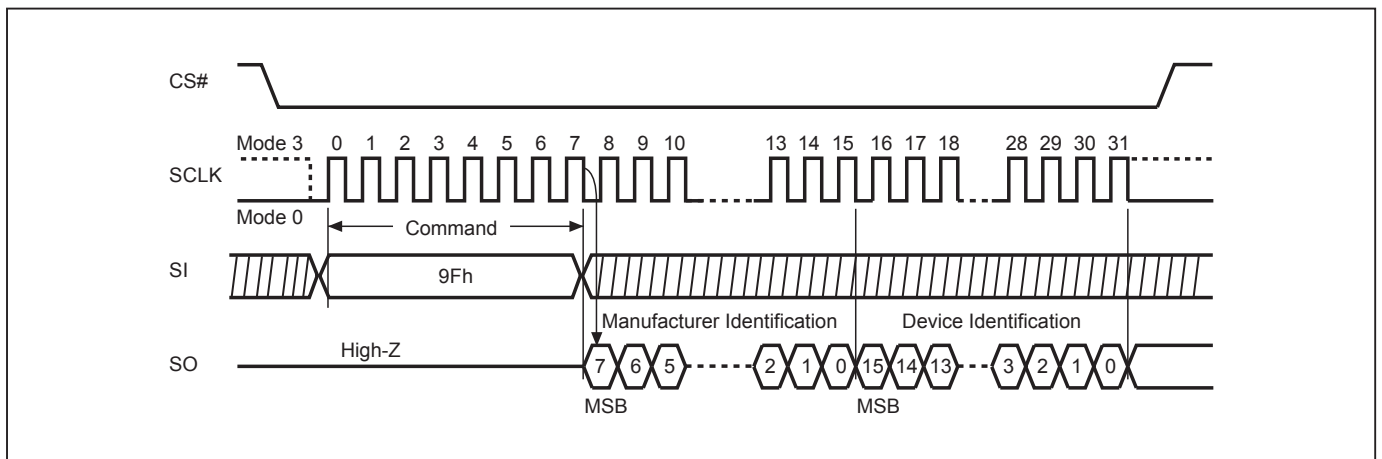 CS#
Mode 3 0 1 2 3 4 5 6 7 8 9 10 13 14 15 16 17 18 28 29 30 31
SCLK
Mode 0
Command
SI
9Fh
Manufacturer Identification Device Identification
High-Z
SO
7 6 5 2 1 0 15 14 13 3 2 1 0
MSB MSB